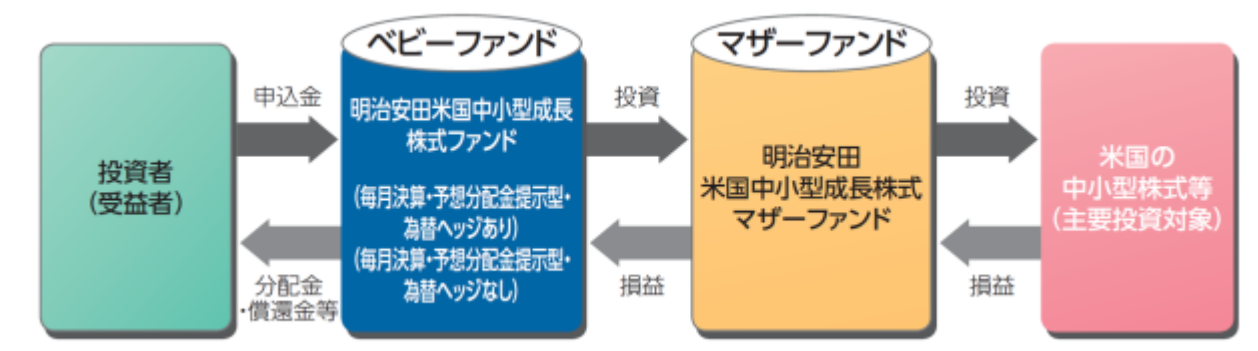 投資者
(受益者)
申込金
分配金
・償還金等
ベビーファンド
明治安田米国中小型成長
株式ファンド
(毎月決算・予想分配金提示型・
為替ヘッジあり)
(毎月決算・予想分配金提示型・
為替ヘッジなし)
投資
損益
マザーファンド
明治安田
米国中小型成長株式
マザーファンド
投資
損益
米国の
中小型株式等
(主要投資対象)